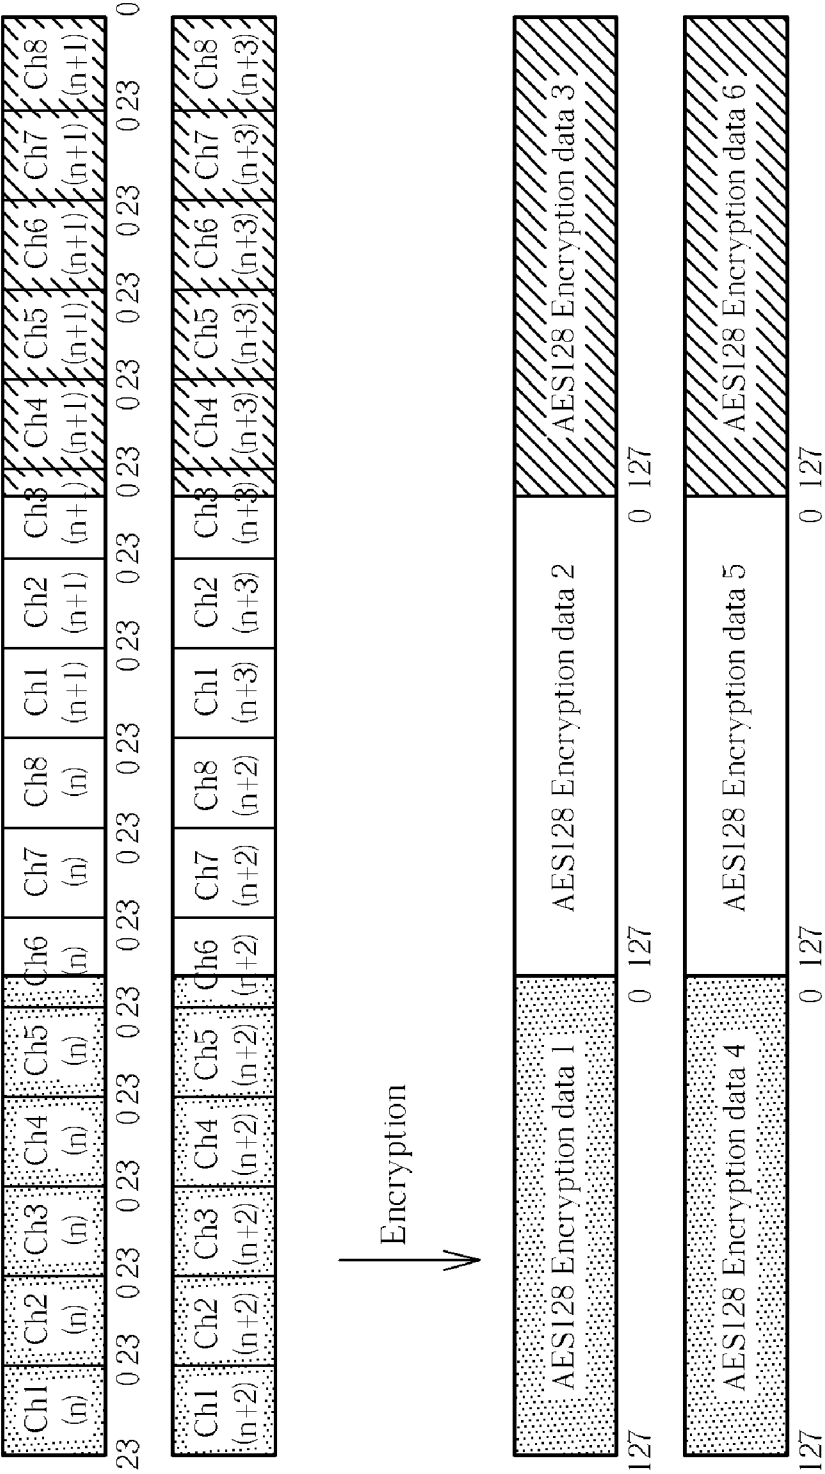 Ch1 Ch2 Ch3 Ch4 Ch5 Ch6 Ch7 Ch8 Ch1 Ch2 Ch3 Ch4 Ch5 Ch6 Ch7 Ch8
(n) (n) (n) (n) (n) (n) (n) (n) (n+1) (n+1) (n+1) (n+1) (n+1) (n+1) (n+1) (n+1)
23 0 23 0 23 0 23 0 23 0 23 0 23 0 23 0 23 0 23 0 23 0 23 0 23 0 23 0 23 0 23 0
Ch1 Ch2 Ch3 Ch4 Ch5 Ch6 Ch7 Ch8 Ch1 Ch2 Ch3 Ch4 Ch5 Ch6 Ch7 Ch8
(n+2) (n+2) (n+2) (n+2) (n+2) (n+2) (n+2) (n+2) (n+3) (n+3) (n+3) (n+3) (n+3) (n+3) (n+3) (n+3)
Encryption
AES128 Encryption data 1 AES128 Encryption data 2 AES128 Encryption data 3
127 0 127 0 127
AES128 Encryption data 4 AES128 Encryption data 5 AES128 Encryption data 6
127 0 127 0 127